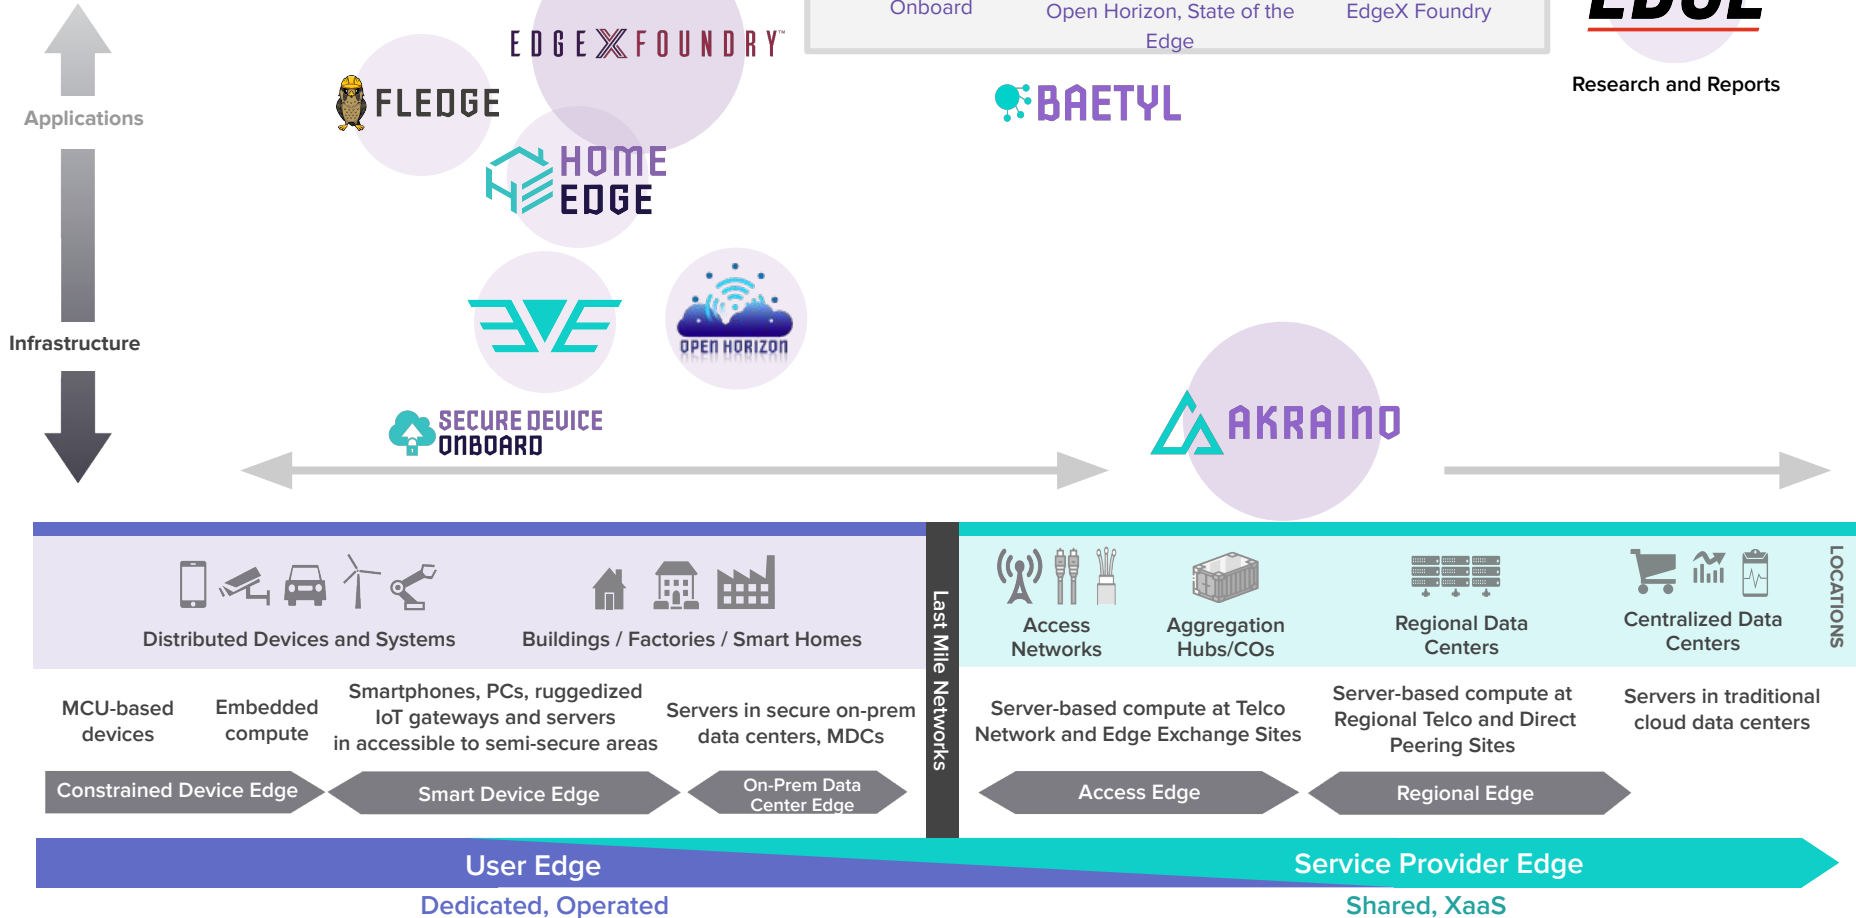 Onboard
Open Horizon, State of the
Edge
EdgeX Foundry
EDGE
Research and Reports
EDGE X FOUNDRY™
FLEDGE
BAETYL
Applications
HOME
EDGE
EVE
OPEN HORIZON
Infrastructure
SECURE DEVICE
ONBOARD
AKRAINO
Distributed Devices and Systems
Buildings / Factories / Smart Homes
Last Mile Networks
Access
Networks
Aggregation
Hubs/COs
Regional Data
Centers
Centralized Data
Centers
LOCATIONS
MCU-based
devices
Embedded
compute
Smartphones, PCs, ruggedized
IoT gateways and servers
in accessible to semi-secure areas
Servers in secure on-prem
data centers, MDCs
Server-based compute at Telco
Network and Edge Exchange Sites
Server-based compute at
Regional Telco and Direct
Peering Sites
Servers in traditional
cloud data centers
Constrained Device Edge
Smart Device Edge
On-Prem Data
Center Edge
Access Edge
Regional Edge
User Edge
Service Provider Edge
Dedicated, Operated
Shared, XaaS